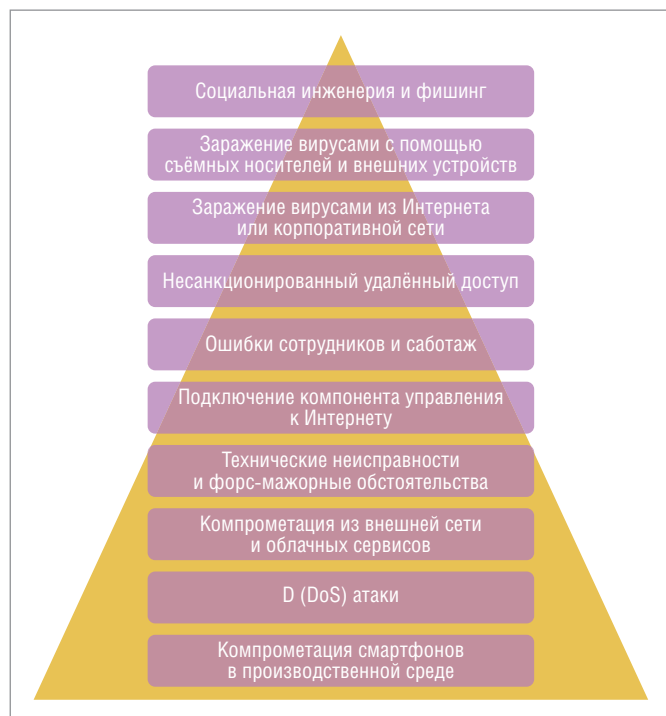 Социальная инженерия и фишинг
Заражение вирусами с помощью
съёмных носителей и внешних устройств
Заражение вирусами из Интернета
или корпоративной сети
Несанкционированный удалённый доступ
Ошибки сотрудников и саботаж
Подключение компонента управления
к Интернету
Технические неисправности
и форс-мажорные обстоятельства
Компрометация из внешней сети
и облачных сервисов
D (DoS) атаки
Компрометация смартфонов
в производственной среде